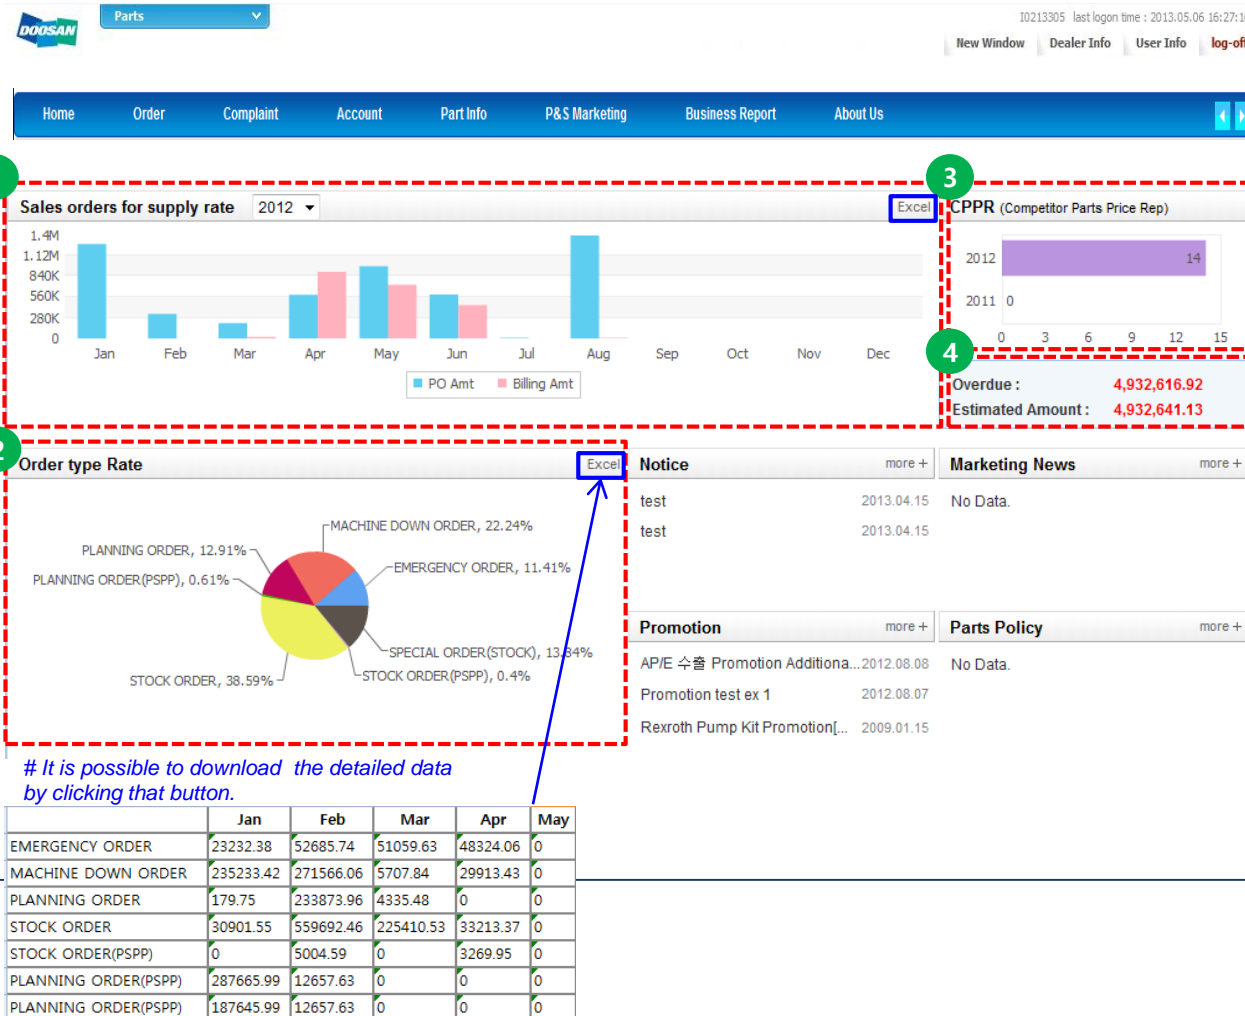 DOOSAN
Parts
I0213305 last logon time : 2013.05.06 16:27:1
New Window Dealer Info User Info log-off
Home Order Complaint Account Part Info P&S Marketing Business Report About Us
3
Sales orders for supply rate 2012 Excel
CPPR (Competitor Parts Price Rep)
1.4M
1.12M
840K
560K
280K
0
Jan Feb Mar Apr May Jun Jul Aug Sep Oct Nov Dec
PO Amt Billing Amt
2012 14
2011 0
0 3 6 9 12 15
4
Overdue : 4,932,616.92
Estimated Amount : 4,932,641.13
2
Order type Rate Excel
MACHINE DOWN ORDER, 22.24%
PLANNING ORDER, 12.91%
EMERGENCY ORDER, 11.41%
PLANNING ORDER(PSPP), 0.61%
SPECIAL ORDER(STOCK), 13.84%
STOCK ORDER(PSPP), 0.4%
STOCK ORDER, 38.59%
Notice more +
test 2013.04.15
test 2013.04.15
Marketing News more +
No Data.
Promotion more +
AP/E 수출 Promotion Additiona... 2012.08.08
Promotion test ex 1 2012.08.07
Rexroth Pump Kit Promotion[... 2009.01.15
Parts Policy more +
No Data.
# It is possible to download the detailed data
by clicking that button.
Jan Feb Mar Apr May
EMERGENCY ORDER 23232.38 52685.74 51059.63 48324.06 0
MACHINE DOWN ORDER 235233.42 271566.06 5707.84 29913.43 0
PLANNING ORDER 179.75 233873.96 4335.48 0 0
STOCK ORDER 30901.55 559692.46 225410.53 33213.37 0
STOCK ORDER(PSPP) 0 5004.59 0 3269.95 0
PLANNING ORDER(PSPP) 287665.99 12657.63 0 0 0
PLANNING ORDER(PSPP) 187645.99 12657.63 0 0 0